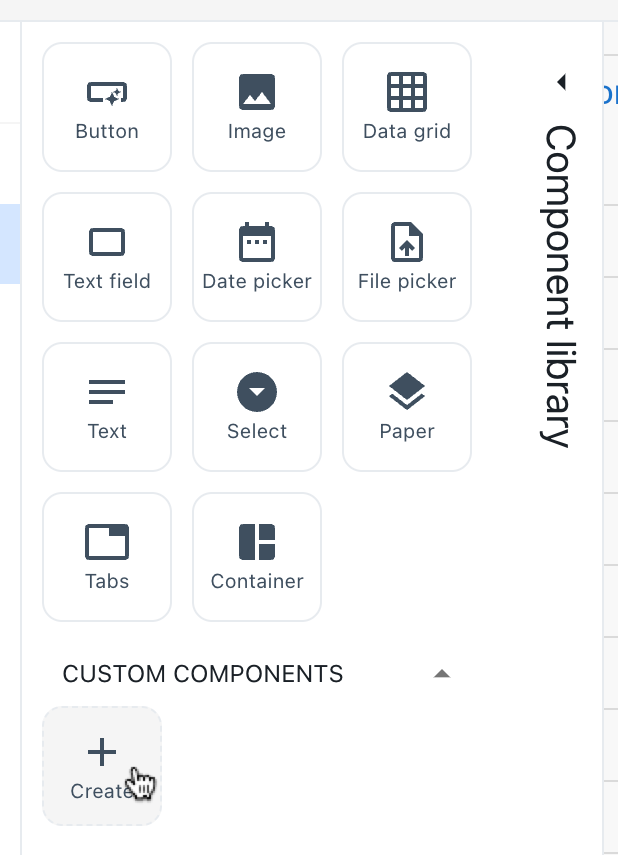 Button
Image
Data grid
Text field
Date picker
File picker
Text
Select
Paper
Tabs
Container
CUSTOM COMPONENTS
Create
Component library